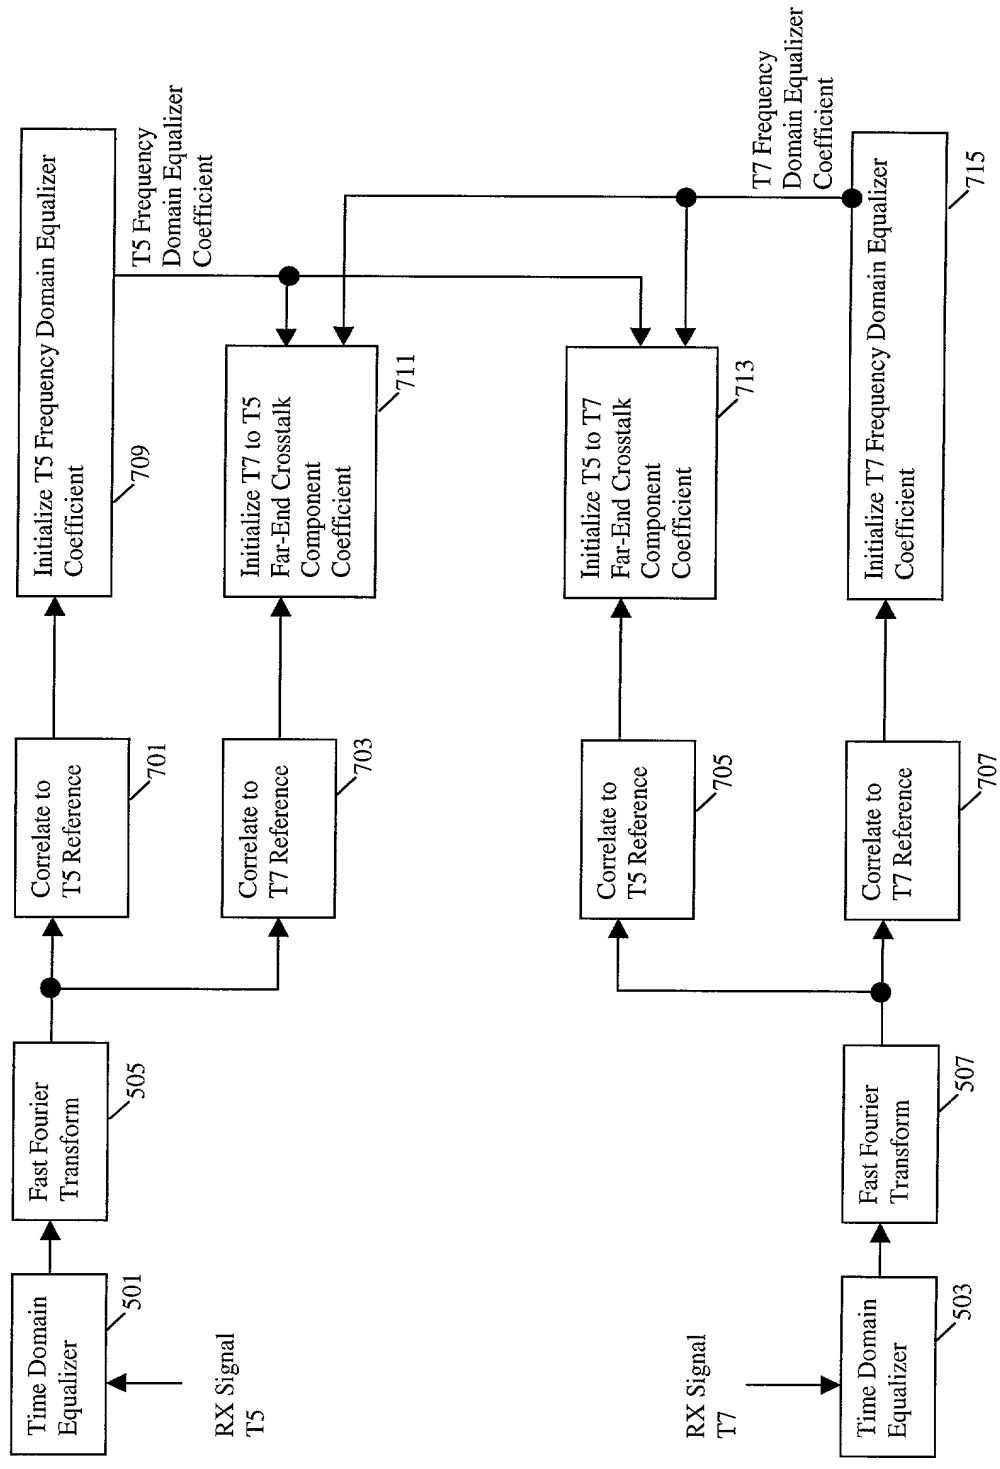 RX Signal
T5
Time Domain
Equalizer
501
Fast Fourier
Transform
505
Correlate to
T5 Reference
701
Correlate to
T7 Reference
703
Initialize T5 Frequency Domain Equalizer
Coefficient
709
T5 Frequency
Domain Equalizer
Coefficient
Initialize T7 to T5
Far-End Crosstalk
Component
Coefficient
711
Initialize T5 to T7
Far-End Crosstalk
Component
Coefficient
713
RX Signal
T7
Time Domain
Equalizer
503
Fast Fourier
Transform
507
Correlate to
T5 Reference
705
Correlate to
T7 Reference
707
T7 Frequency
Domain Equalizer
Coefficient
Initialize T7 Frequency Domain Equalizer
Coefficient
715